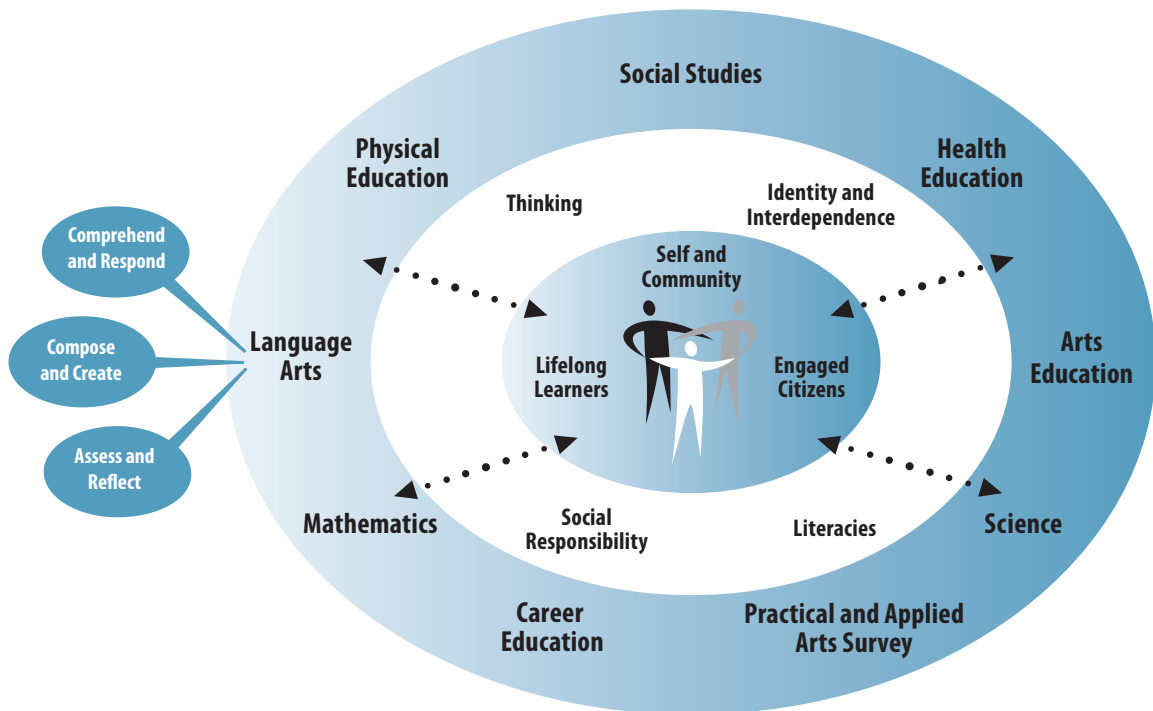 Social Studies
Physical
Education
Health
Education
Thinking
Identity and
Interdependence
Comprehend
and Respond
Self and
Community
Compose
and Create
Language
Arts
Lifelong
Learners
Engaged
Citizens
Arts
Education
Assess and
Reflect
Mathematics
Social
Responsibility
Literacies
Science
Career
Education
Practical and Applied
Arts Survey